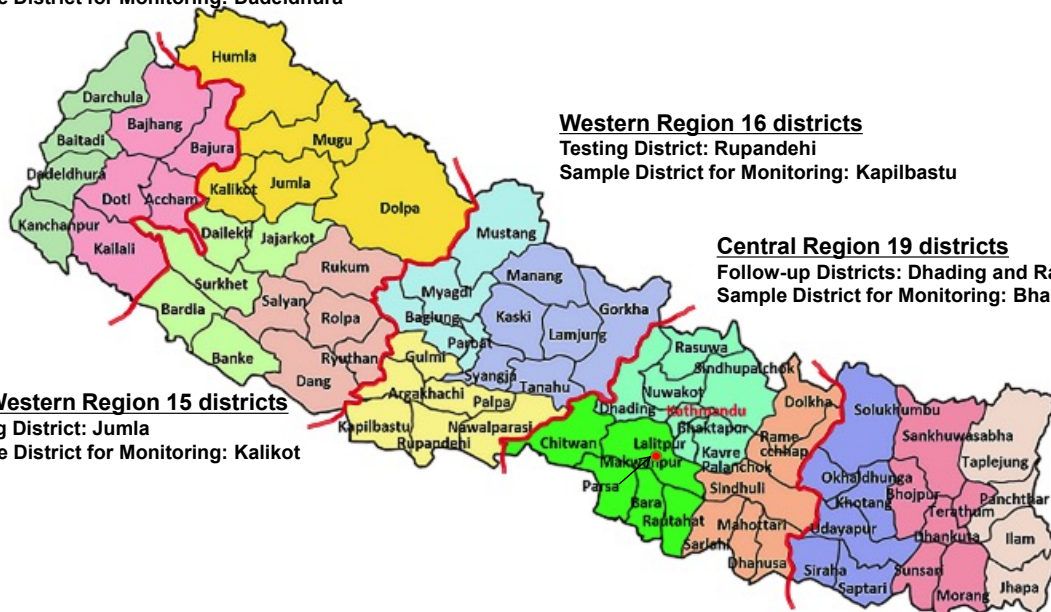 District for Monitoring: Dadeldhura
Humla
Darchula
Bajhang
Baitadi
Mugu
Bajura
Western Region 16 districts
Testing District: Rupandehi
Sample District for Monitoring: Kapilbastu
Dadeldhura
Kalikot
Jumla
Doti
Accham
Dolpa
Kanchanpur
Dailekh
Jajarkot
Mustang
Kailali
Central Region 19 districts
Follow-up Districts: Dhading and Ra
Sample District for Monitoring: Bha
Rukum
Manang
Surkhet
Myagdi
Salyan
Gorkha
Bardia
Rolpa
Baglung
Kaski
Lamjung
Parbat
Rasuwa
Banke
Ryuthan
Gulmi
Sindhupalchok
Dang
Syangja
Tanahu
Nuwakot
Argakhachi
Palpa
Dhading
Kathmandu
Dolkha
Solukhumbu
Western Region 15 districts
District: Jumla
District for Monitoring: Kalikot
Kapilbastu
Nawalparasi
Rupandehi
Chitwan
Lalitpur
Bhaktapur
Rame
cchhap
Sankhuwasabha
Kavre
Palanchok
Makwanpur
Taplejung
Parsa
Sindhuli
Okhaldhunga
Bhojpur
Panchthar
Bara
Khotang
Terathum
Rautahat
Mahottari
Udayapur
Dhankuta
Ilam
Sarlahi
Dhanusa
Siraha
Saptari
Sunsari
Morang
Jhapa